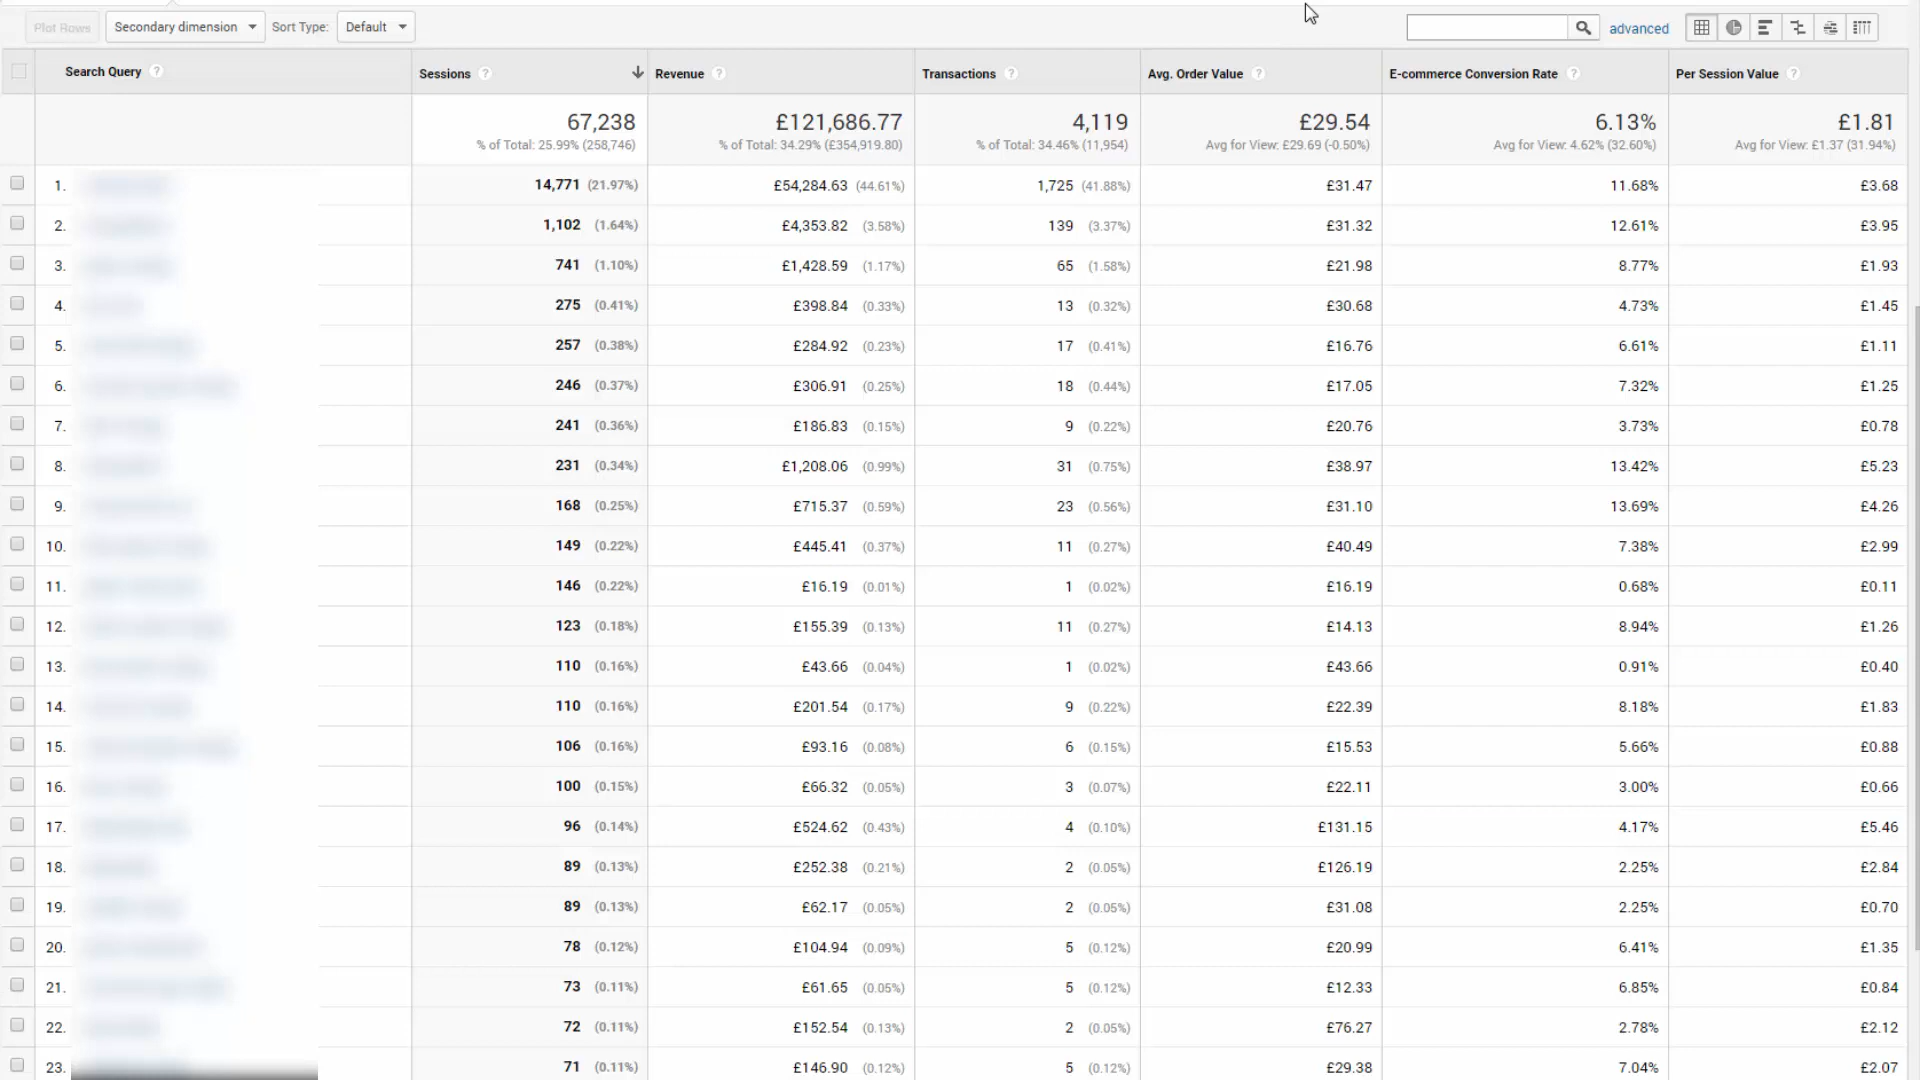 Plot Rows Secondary dimension Sort Type: Default advanced
Search Query Sessions Revenue Transactions Avg. Order Value E-commerce Conversion Rate Per Session Value
67,238 £121,686.77 4,119 £29.54 6.13% £1.81
% of Total: 25.99% (258,746) % of Total: 34.29% (£354,919.80) % of Total: 34.46% (11,954) Avg for View: £29.69 (-0.50%) Avg for View: 4.62% (32.60%) Avg for View: £1.37 (31.94%)
1. 14,771 (21.97%) £54,284.63 (44.61%) 1,725 (41.88%) £31.47 11.68% £3.68
2. 1,102 (1.64%) £4,353.82 (3.58%) 139 (3.37%) £31.32 12.61% £3.95
3. 741 (1.10%) £1,428.59 (1.17%) 65 (1.58%) £21.98 8.77% £1.93
4. 275 (0.41%) £398.84 (0.33%) 13 (0.32%) £30.68 4.73% £1.45
5. 257 (0.38%) £284.92 (0.23%) 17 (0.41%) £16.76 6.61% £1.11
6. 246 (0.37%) £306.91 (0.25%) 18 (0.44%) £17.05 7.32% £1.25
7. 241 (0.36%) £186.83 (0.15%) 9 (0.22%) £20.76 3.73% £0.78
8. 231 (0.34%) £1,208.06 (0.99%) 31 (0.75%) £38.97 13.42% £5.23
9. 168 (0.25%) £715.37 (0.59%) 23 (0.56%) £31.10 13.69% £4.26
10. 149 (0.22%) £445.41 (0.37%) 11 (0.27%) £40.49 7.38% £2.99
11. 146 (0.22%) £16.19 (0.01%) 1 (0.02%) £16.19 0.68% £0.11
12. 123 (0.18%) £155.39 (0.13%) 11 (0.27%) £14.13 8.94% £1.26
13. 110 (0.16%) £43.66 (0.04%) 1 (0.02%) £43.66 0.91% £0.40
14. 110 (0.16%) £201.54 (0.17%) 9 (0.22%) £22.39 8.18% £1.83
15. 106 (0.16%) £93.16 (0.08%) 6 (0.15%) £15.53 5.66% £0.88
16. 100 (0.15%) £66.32 (0.05%) 3 (0.07%) £22.11 3.00% £0.66
17. 96 (0.14%) £524.62 (0.43%) 4 (0.10%) £131.15 4.17% £5.46
18. 89 (0.13%) £252.38 (0.21%) 2 (0.05%) £126.19 2.25% £2.84
19. 89 (0.13%) £62.17 (0.05%) 2 (0.05%) £31.08 2.25% £0.70
20. 78 (0.12%) £104.94 (0.09%) 5 (0.12%) £20.99 6.41% £1.35
21. 73 (0.11%) £61.65 (0.05%) 5 (0.12%) £12.33 6.85% £0.84
22. 72 (0.11%) £152.54 (0.13%) 2 (0.05%) £76.27 2.78% £2.12
23. 71 (0.11%) £146.90 (0.12%) 5 (0.12%) £29.38 7.04% £2.07